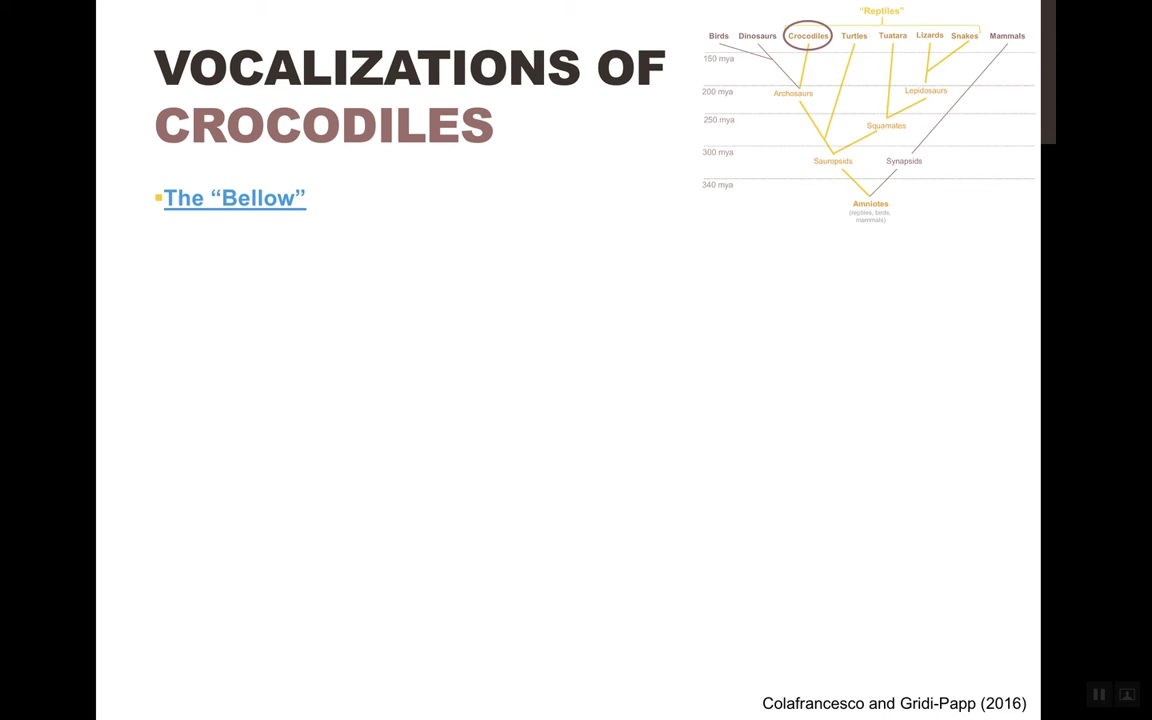 VOCALIZATIONS OF
CROCODILES
▪The “Bellow”
“Reptiles”
Birds Dinosaurs Crocodiles Turtles Tuatara Lizards Snakes Mammals
150 mya
200 mya
Archosaurs
Lepidosaurs
250 mya
Squamates
300 mya
Sauropsids
Synapsids
340 mya
Amniotes
(reptiles, birds,
mammals)
Colafrancesco and Gridi-Papp (2016)